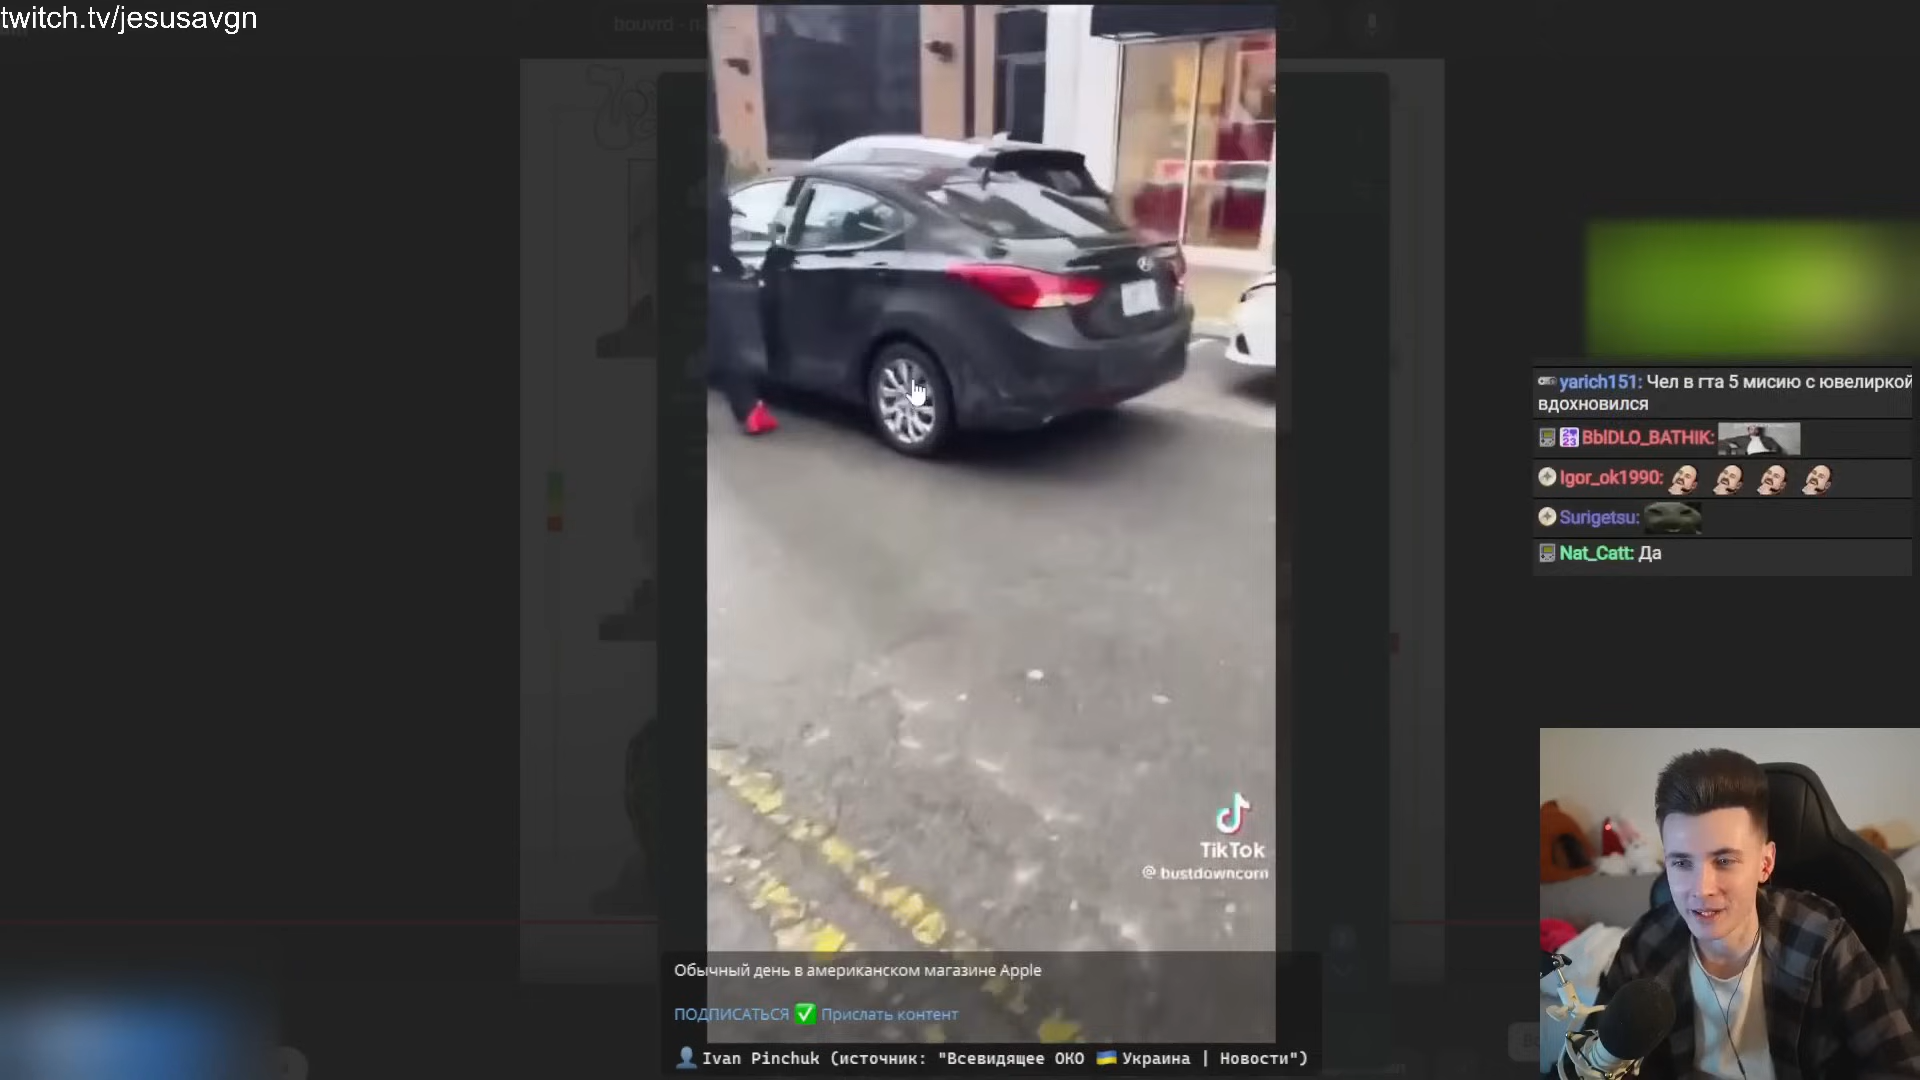 twitch.tv/jesusavgn
yarich151: Чел в гта 5 мисию с ювелиркой
вдохновился
BblDLO_BATHIK:
Igor_ok1990:
Surigetsu:
Nat_Catt: Да
TikTok
@ bustdowncorn
Обычный день в американском магазине Apple
ПОДПИСАТЬСЯ ✅ Прислать контент
Ivan Pinchuk (источник: "Всевидящее ОКО 🇺🇦 Украина | Новости")